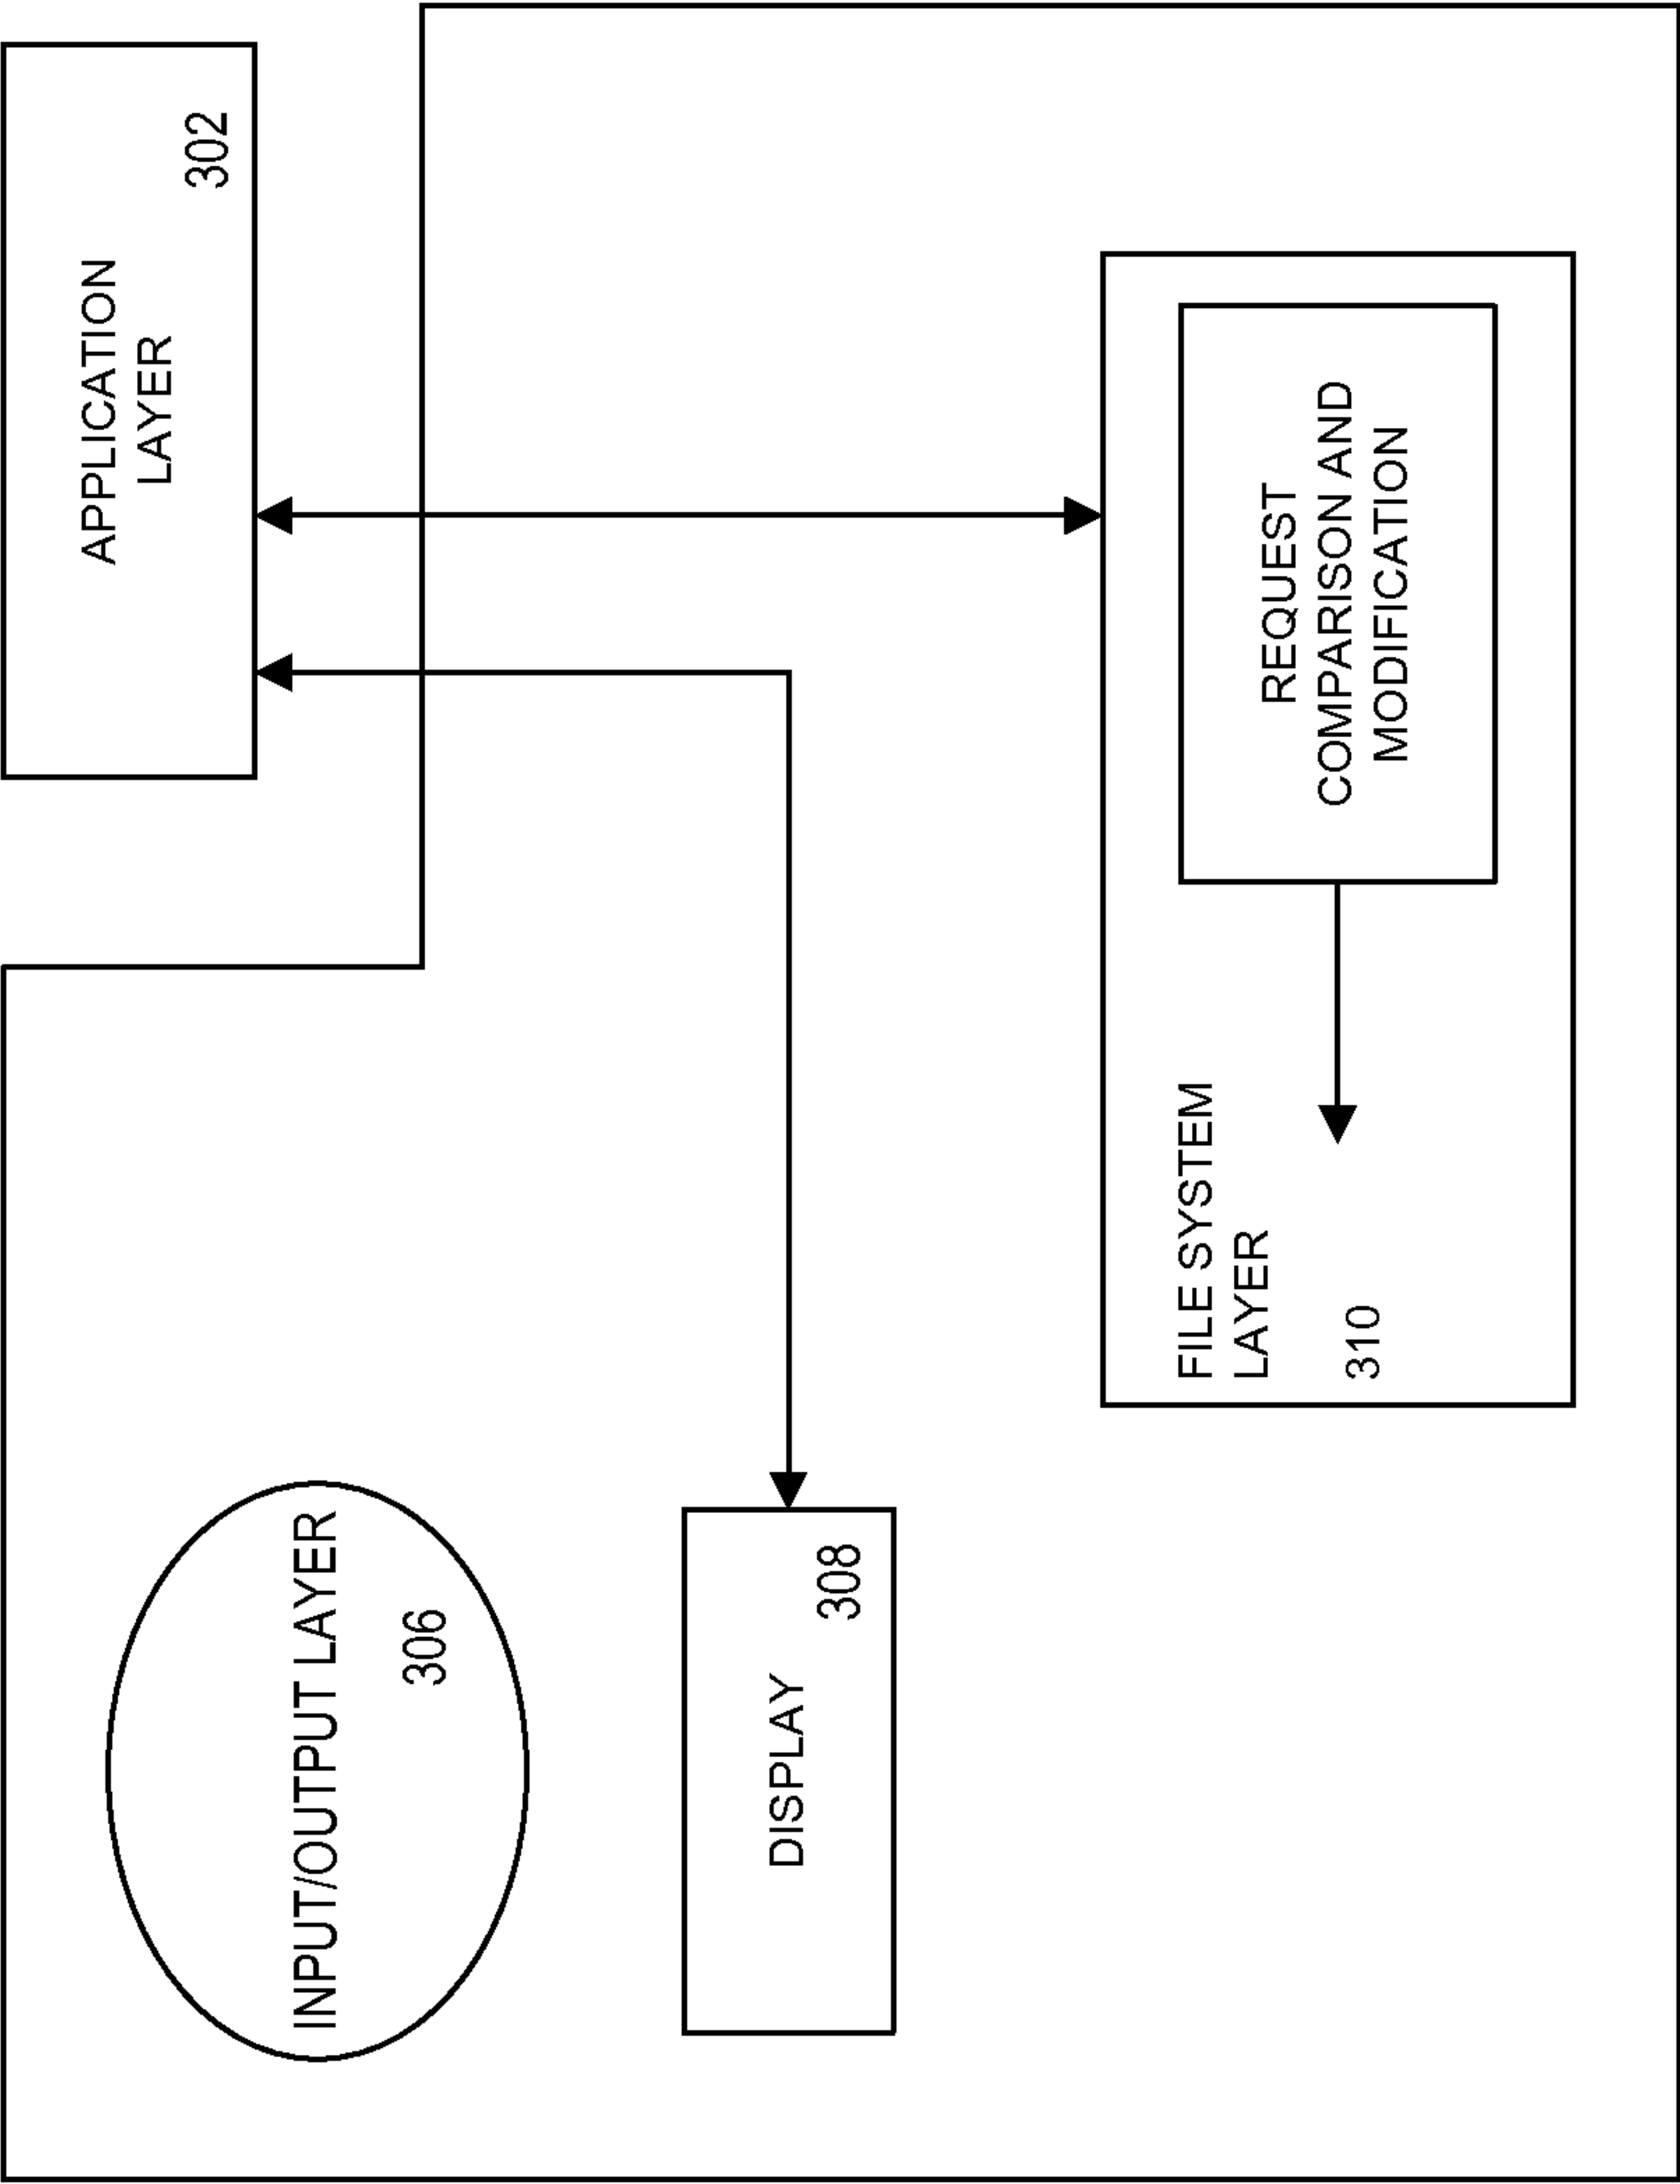 INPUT/OUTPUT LAYER
306
APPLICATION
LAYER
302
DISPLAY
308
FILE SYSTEM
LAYER
310
REQUEST
COMPARISON AND
MODIFICATION